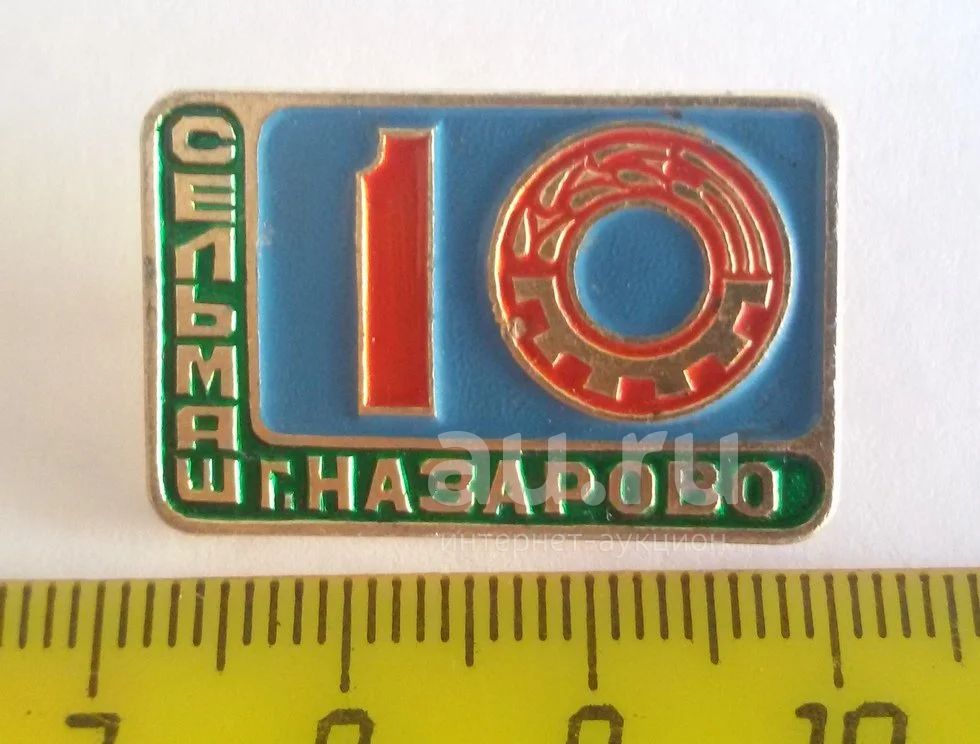 СЕЛЬМАШ
10
г. НАЗАРОВО
au.ru
интернет-аукцион
7 8 9 10